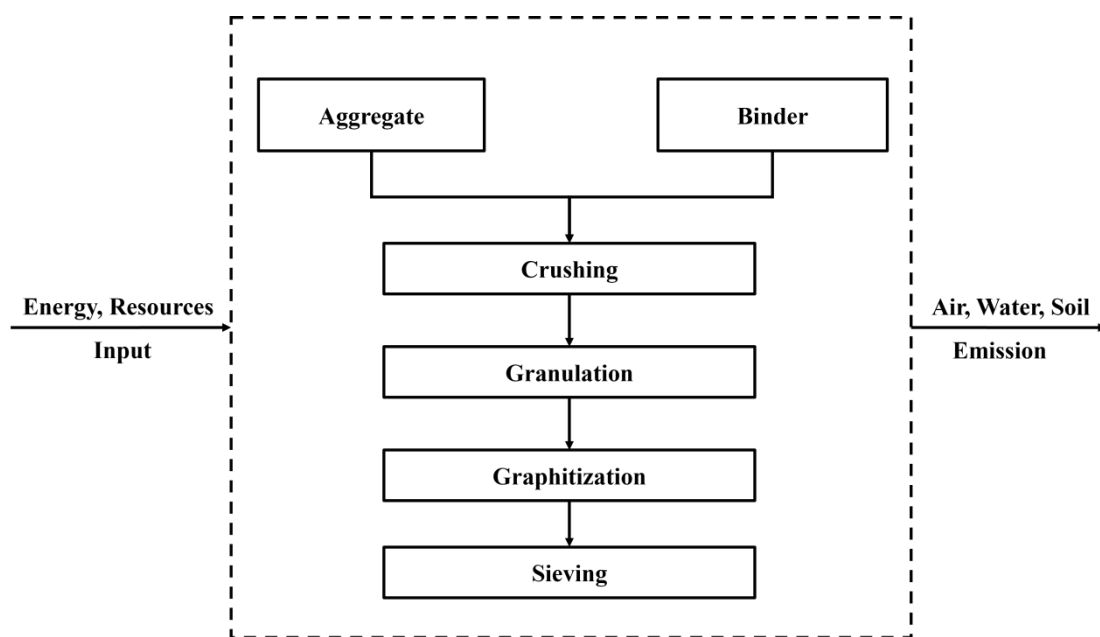 Aggregate
Binder
Crushing
Energy, Resources
Input
Air, Water, Soil
Emission
Granulation
Graphitization
Sieving